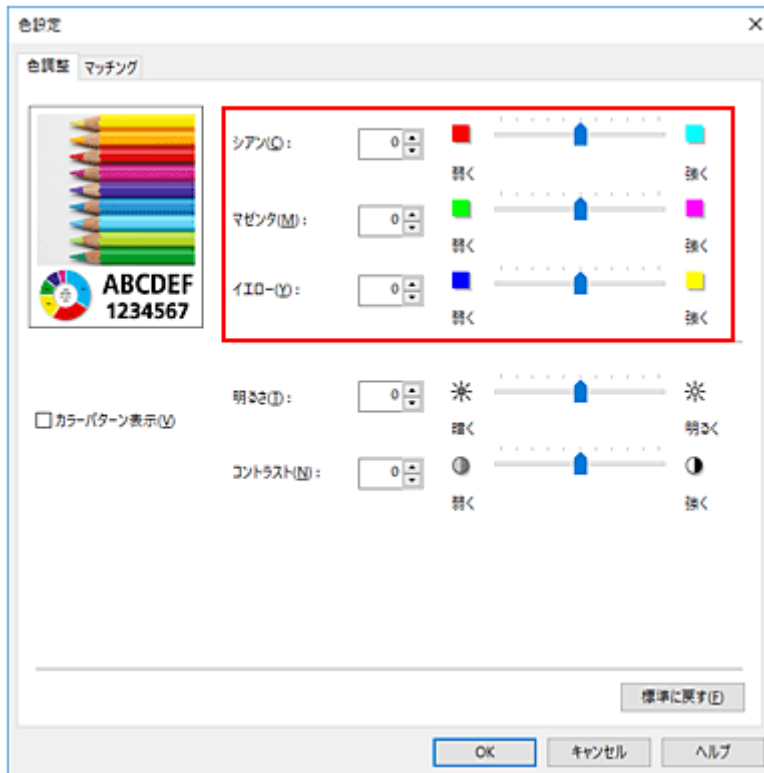 色設定
色調整 マッチング
シアン(C): 0
弱く 強く
マゼンタ(M): 0
弱く 強く
イエロー(Y): 0
弱く 強く
ABCDEF
1234567
明るさ(T): 0
暗く 明るく
カラーパターン表示(V)
コントラスト(N): 0
弱く 強く
標準に戻す(F)
OK キャンセル ヘルプ